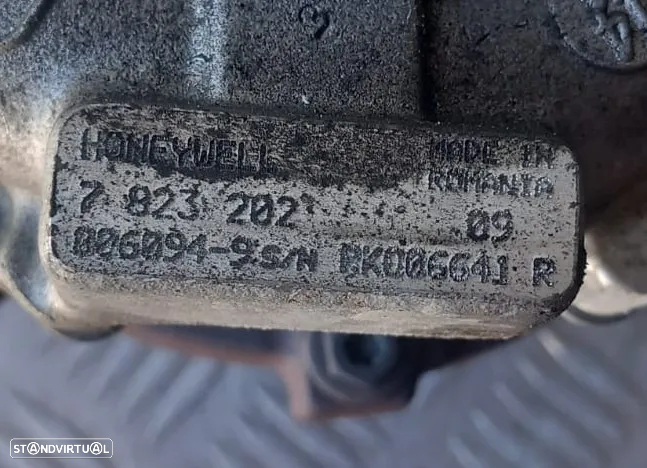 HONEYWELL MADE IN
ROMANIA
7 823 202 09
806094-9 S/N BK006641 R
STANDVIRTUAL